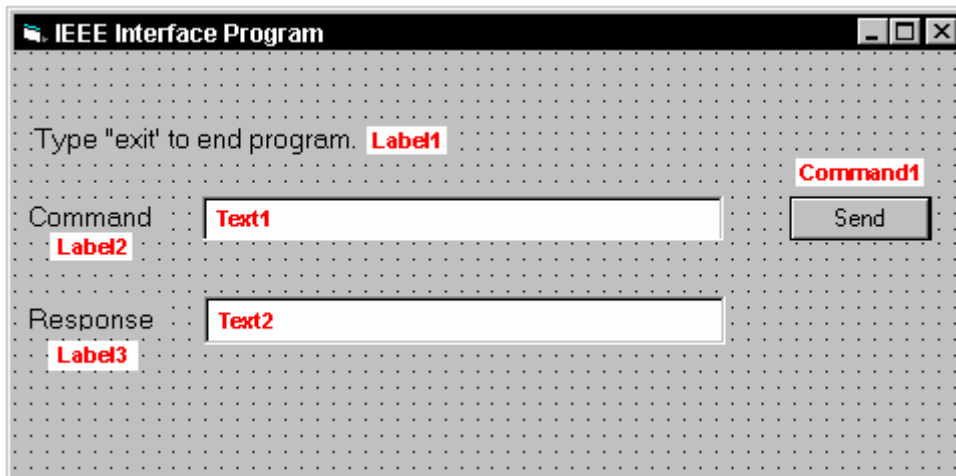 IEEE Interface Program
Type "exit' to end program. Label1
Command1
Command Text1 Send
Label2
Response Text2
Label3